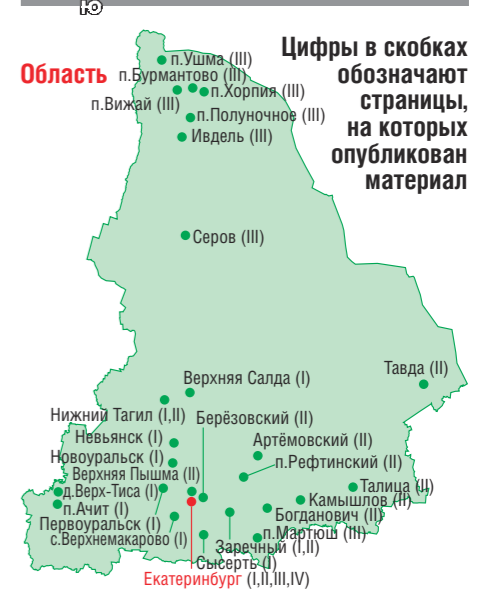 Ю
Область
Цифры в скобках
обозначают
страницы,
на которых
опубликован
материал
п.Ушма (III)
п.Бурмантово (III)
п.Хорпия (III)
п.Вижай (III)
п.Полуночное (III)
Ивдель (III)
Серов (III)
Тавда (II)
Верхняя Салда (I)
Нижний Тагил (I,II)
Берёзовский (II)
Невьянск (I)
Артёмовский (II)
Новоуральск (I)
п.Рефтинский (II)
Верхняя Пышма (II)
Талица (II)
д.Верх-Тиса (I)
Камышлов (II)
п.Ачит (I)
Богданович (II)
Первоуральск (I)
п.Мартюш (III)
с.Верхнемакарово (I)
Заречный (I,II)
Сысерть (I)
Екатеринбург (I,II,III,IV)